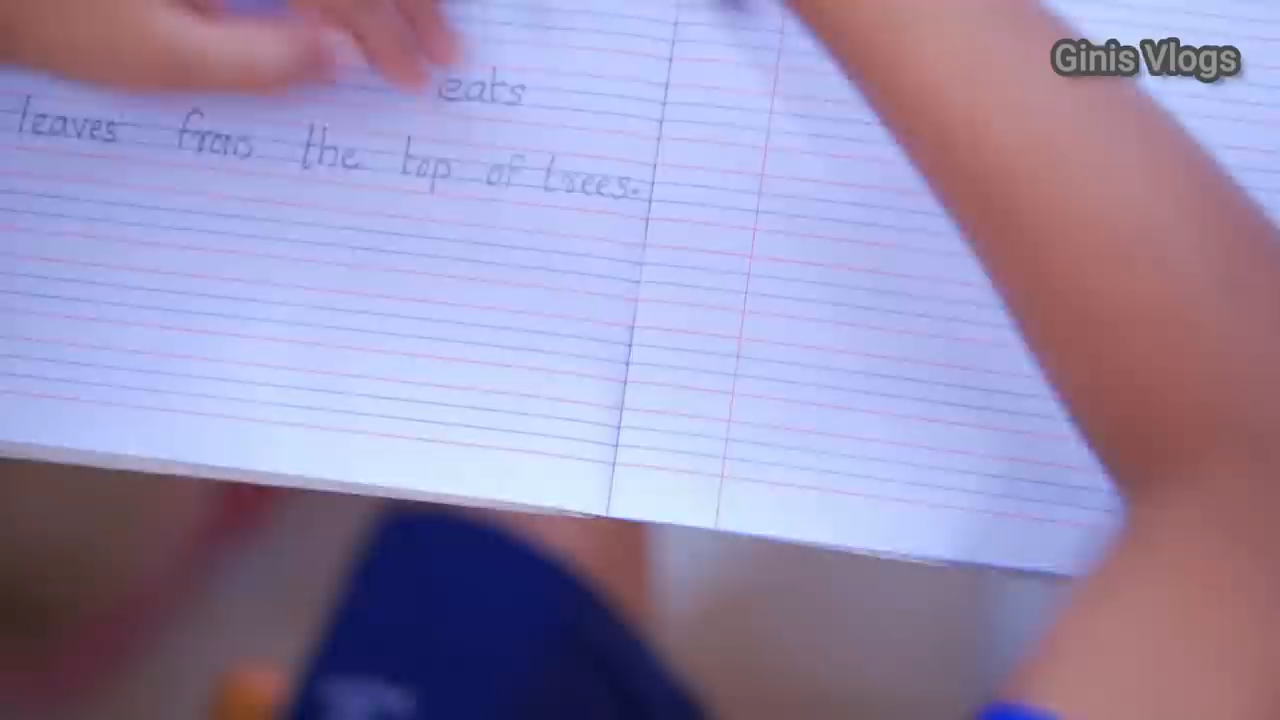 Ginis Vlogs
eats
leaves from the top of trees.